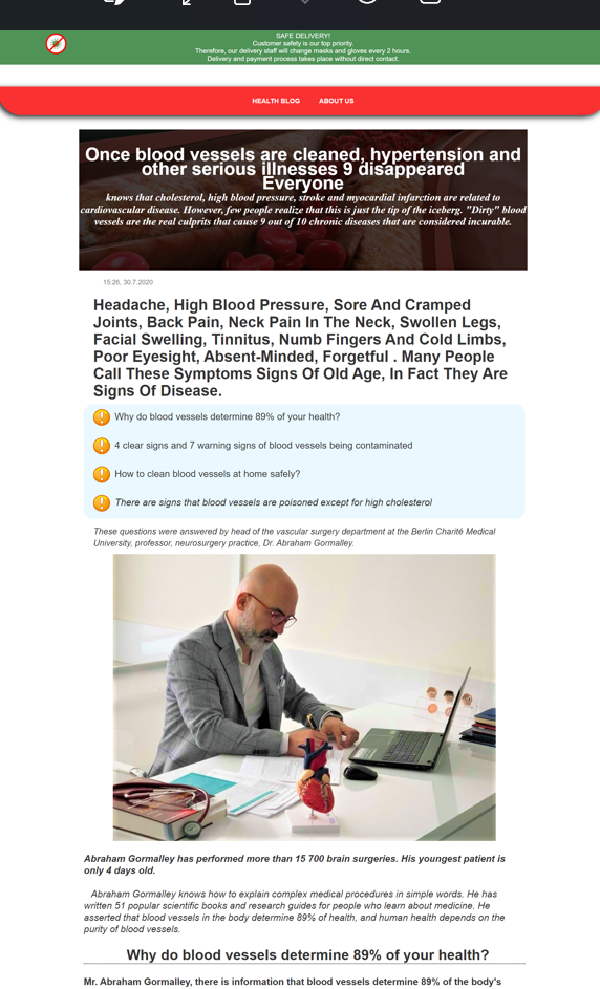 SAFE DELIVERY!
Customer safety is our top priority.
Therefore, our delivery staff will change masks and gloves every 2 hours.
Delivery and payment process takes place without direct contact.
HEALTH BLOG ABOUT US
Once blood vessels are cleaned, hypertension and
other serious illnesses 9 disappeared
Everyone
knows that cholesterol, high blood pressure, stroke and myocardial infarction are related to
cardiovascular disease. However, few people realize that this is just the tip of the iceberg. "Dirty" blood
vessels are the real culprits that cause 9 out of 10 chronic diseases that are considered incurable.
15:26, 30.7.2020
Headache, High Blood Pressure, Sore And Cramped
Joints, Back Pain, Neck Pain In The Neck, Swollen Legs,
Facial Swelling, Tinnitus, Numb Fingers And Cold Limbs,
Poor Eyesight, Absent-Minded, Forgetful . Many People
Call These Symptoms Signs Of Old Age, In Fact They Are
Signs Of Disease.
Why do blood vessels determine 89% of your health?
4 clear signs and 7 warning signs of blood vessels being contaminated
How to clean blood vessels at home safely?
There are signs that blood vessels are poisoned except for high cholesterol
These questions were answered by head of the vascular surgery department at the Berlin Charité Medical
University, professor, neurosurgery practice, Dr. Abraham Gormalley.
Abraham Gormalley has performed more than 15 700 brain surgeries. His youngest patient is
only 4 days old.
Abraham Gormalley knows how to explain complex medical procedures in simple words. He has
written 51 popular scientific books and research guides for people who learn about medicine. He
asserted that blood vessels in the body determine 89% of health, and human health depends on the
purity of blood vessels.
Why do blood vessels determine 89% of your health?
Mr. Abraham Gormalley, there is information that blood vessels determine 89% of the body's